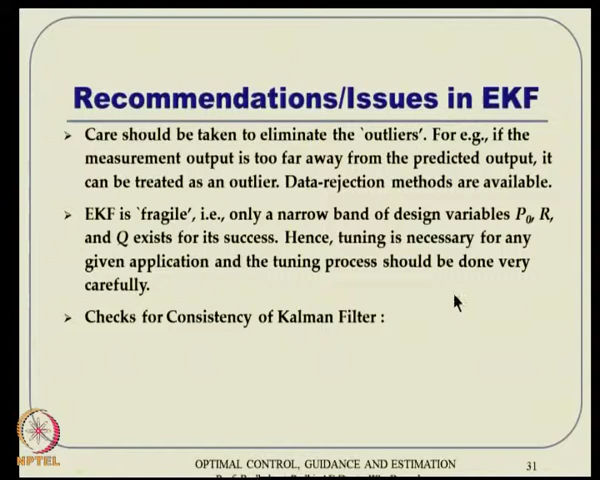 Recommendations/Issues in EKF
➢ Care should be taken to eliminate the `outliers'. For e.g., if the
measurement output is too far away from the predicted output, it
can be treated as an outlier. Data-rejection methods are available.
➢ EKF is `fragile', i.e., only a narrow band of design variables P₀, R,
and Q exists for its success. Hence, tuning is necessary for any
given application and the tuning process should be done very
carefully.
➢ Checks for Consistency of Kalman Filter :
NPTEL
OPTIMAL CONTROL, GUIDANCE AND ESTIMATION
31